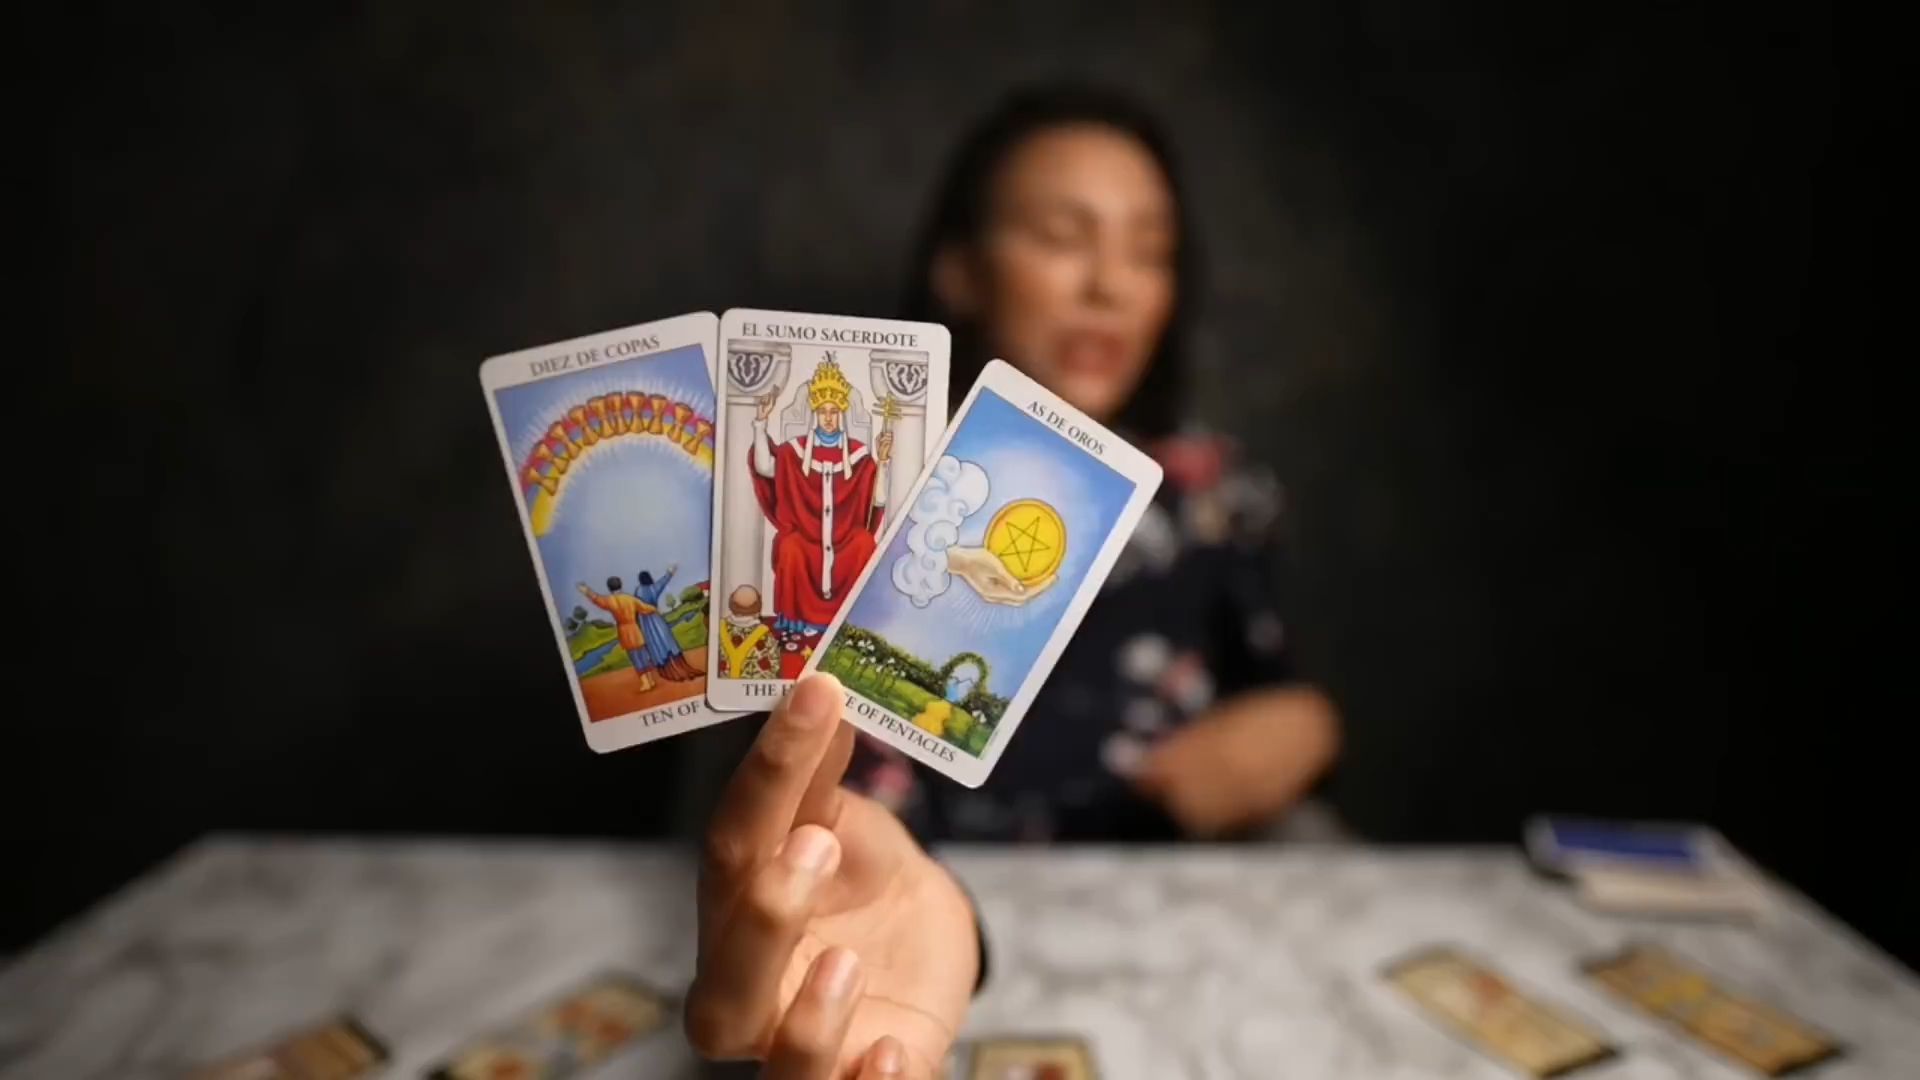 DIEZ DE COPAS
TEN OF
EL SUMO SACERDOTE
V
THE
AS DE OROS
OF PENTACLES